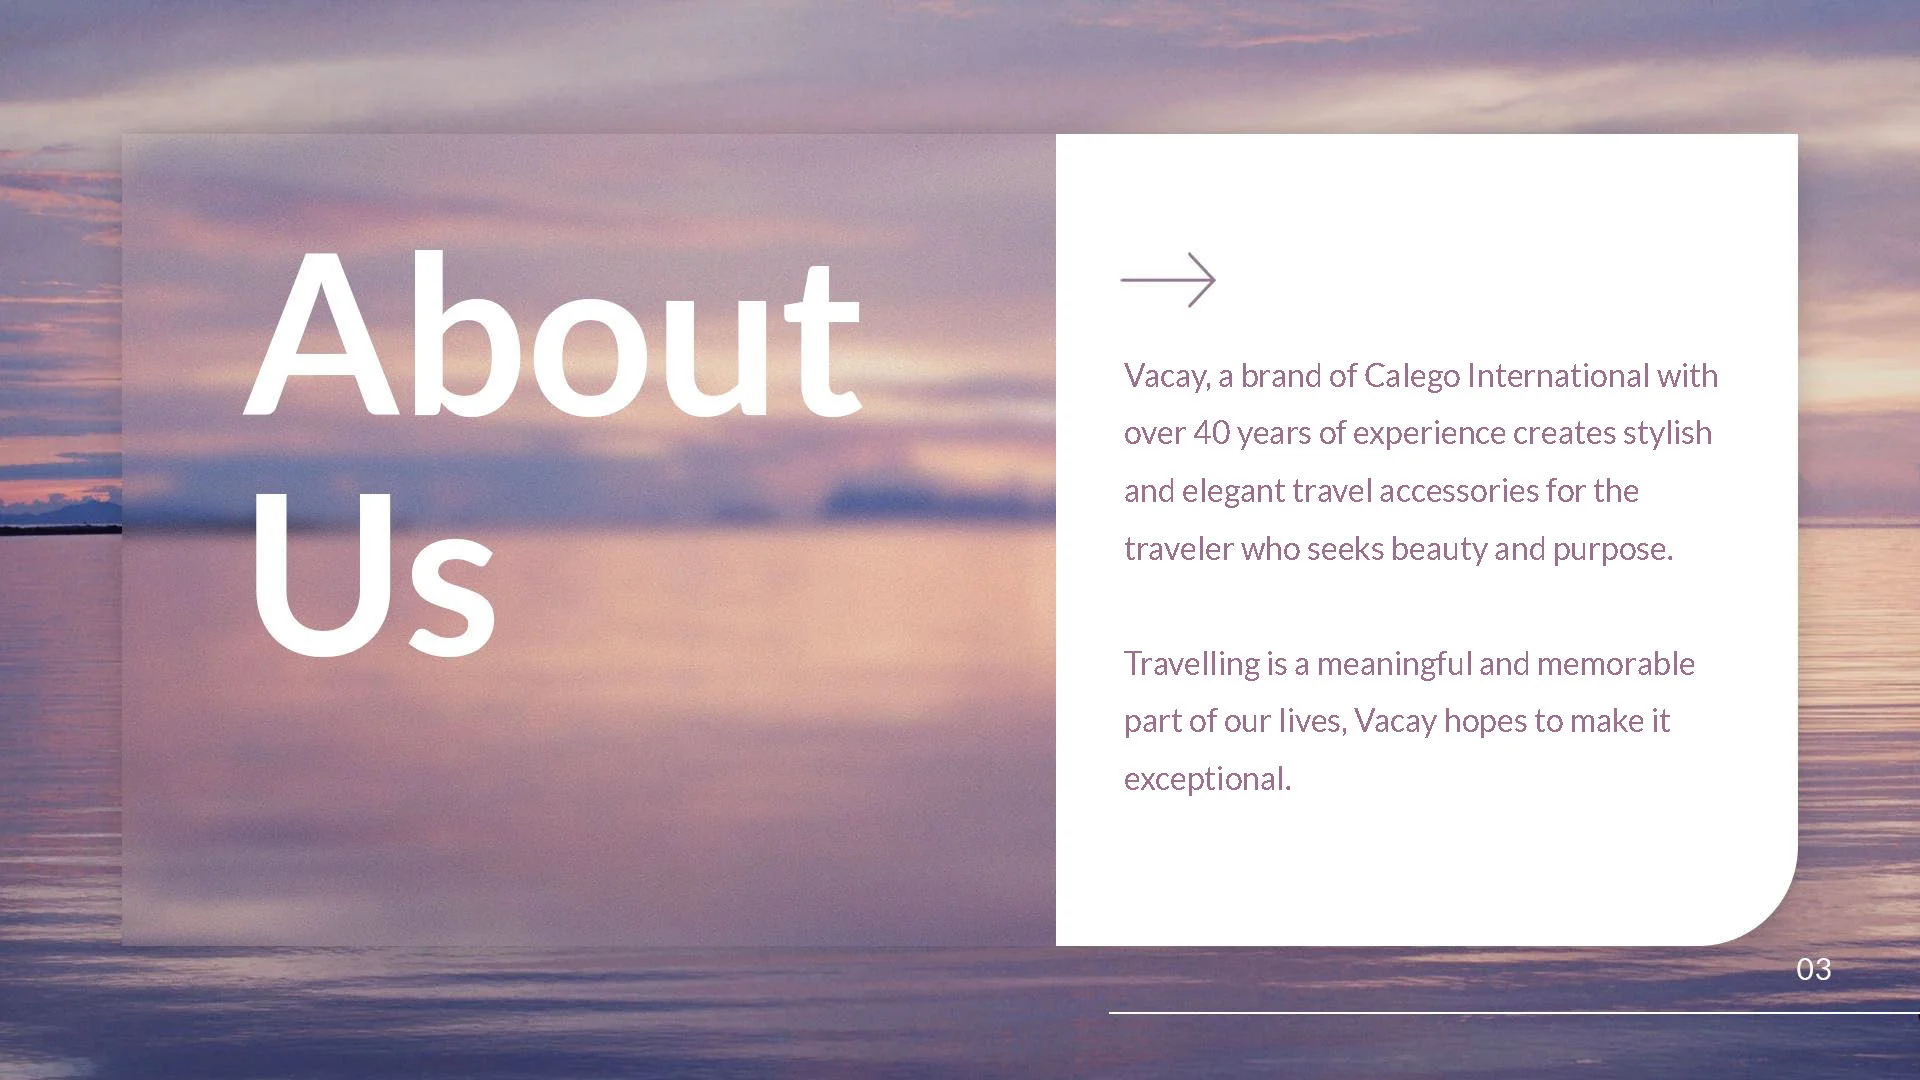 About
Us
Vacay, a brand of Calego International with
over 40 years of experience creates stylish
and elegant travel accessories for the
traveler who seeks beauty and purpose.
Travelling is a meaningful and memorable
part of our lives, Vacay hopes to make it
exceptional.
03